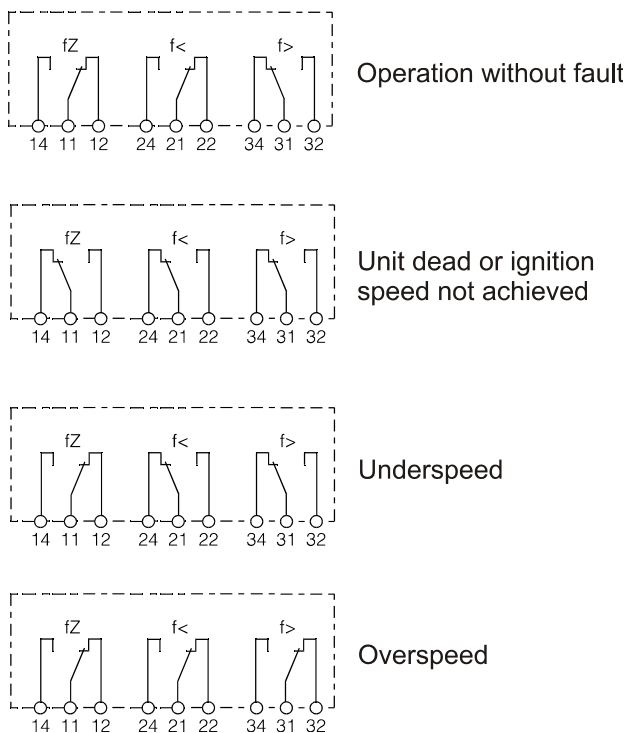 fZ f< f>
Operation without fault
14 11 12 24 21 22 34 31 32
fZ f< f>
Unit dead or ignition
speed not achieved
14 11 12 24 21 22 34 31 32
fZ f< f>
Underspeed
14 11 12 24 21 22 34 31 32
fZ f< f>
Overspeed
14 11 12 24 21 22 34 31 32